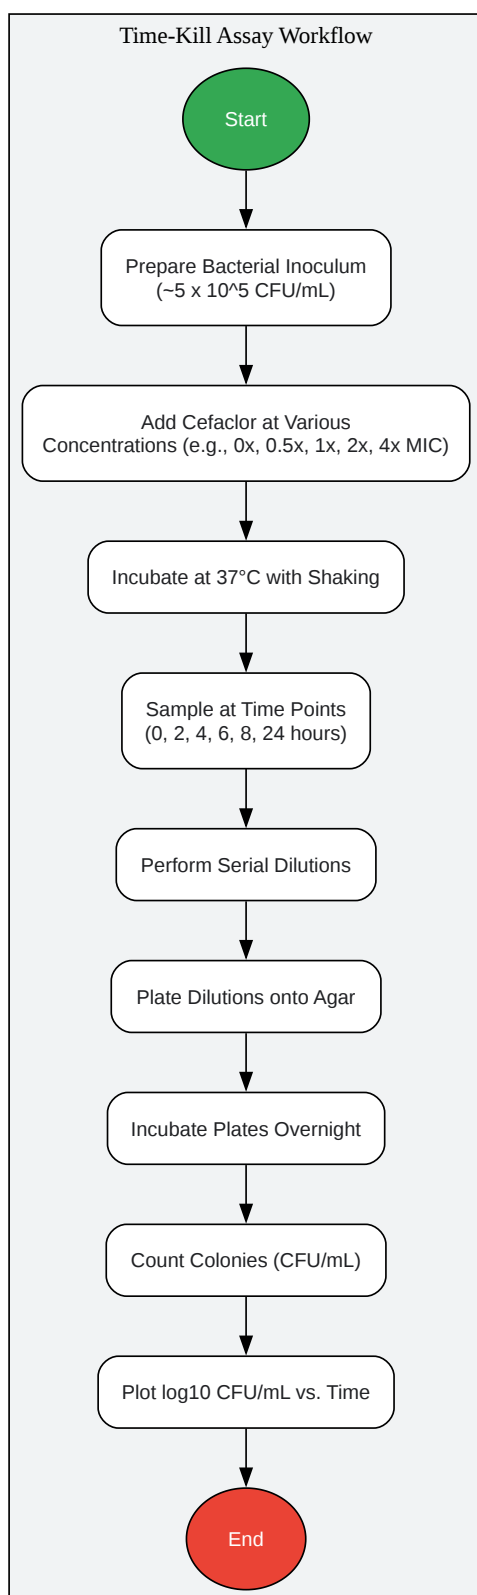 Time-Kill Assay Workflow
Start
Prepare Bacterial Inoculum
(~5 x 10^5 CFU/mL)
Add Cefaclor at Various
Concentrations (e.g., 0x, 0.5x, 1x, 2x, 4x MIC)
Incubate at 37°C with Shaking
Sample at Time Points
(0, 2, 4, 6, 8, 24 hours)
Perform Serial Dilutions
Plate Dilutions onto Agar
Incubate Plates Overnight
Count Colonies (CFU/mL)
Plot log10 CFU/mL vs. Time
End